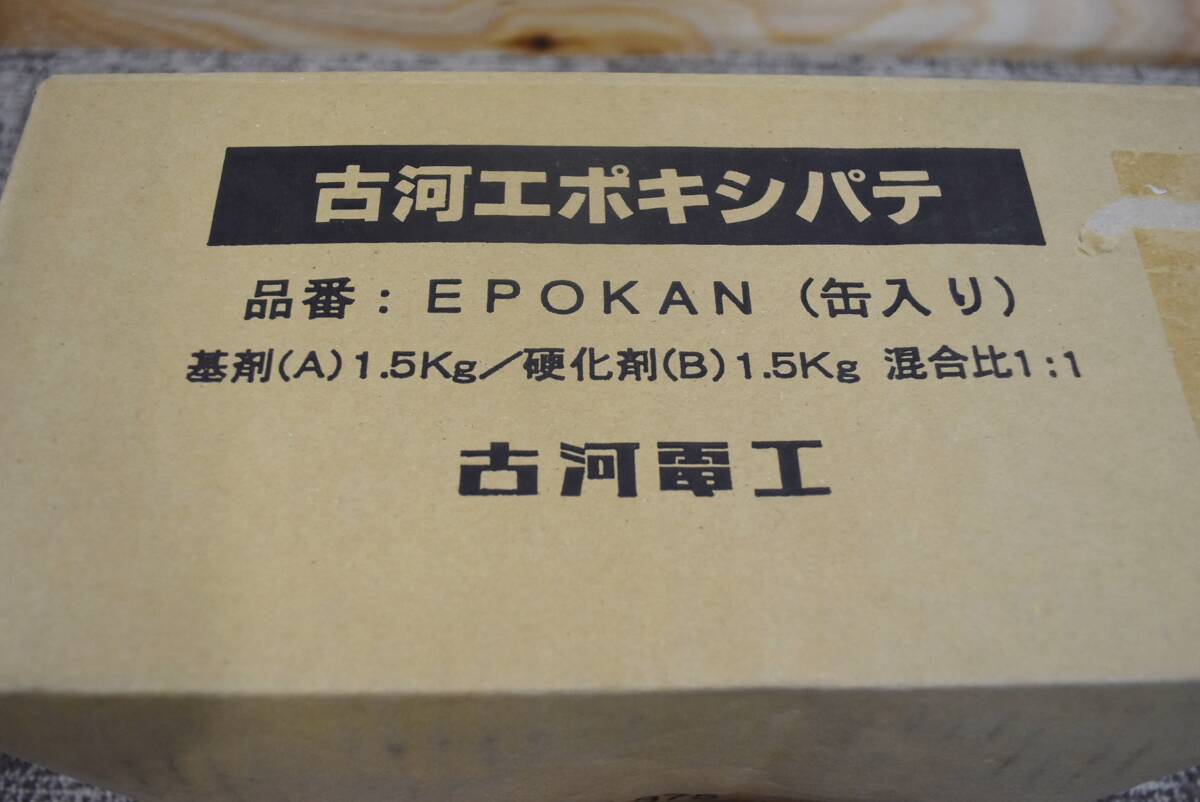 古河エポキシパテ
品番：EPOKAN（缶入り）
基剤(A)1.5Kg／硬化剤(B)1.5Kg 混合比1：1
古河電工